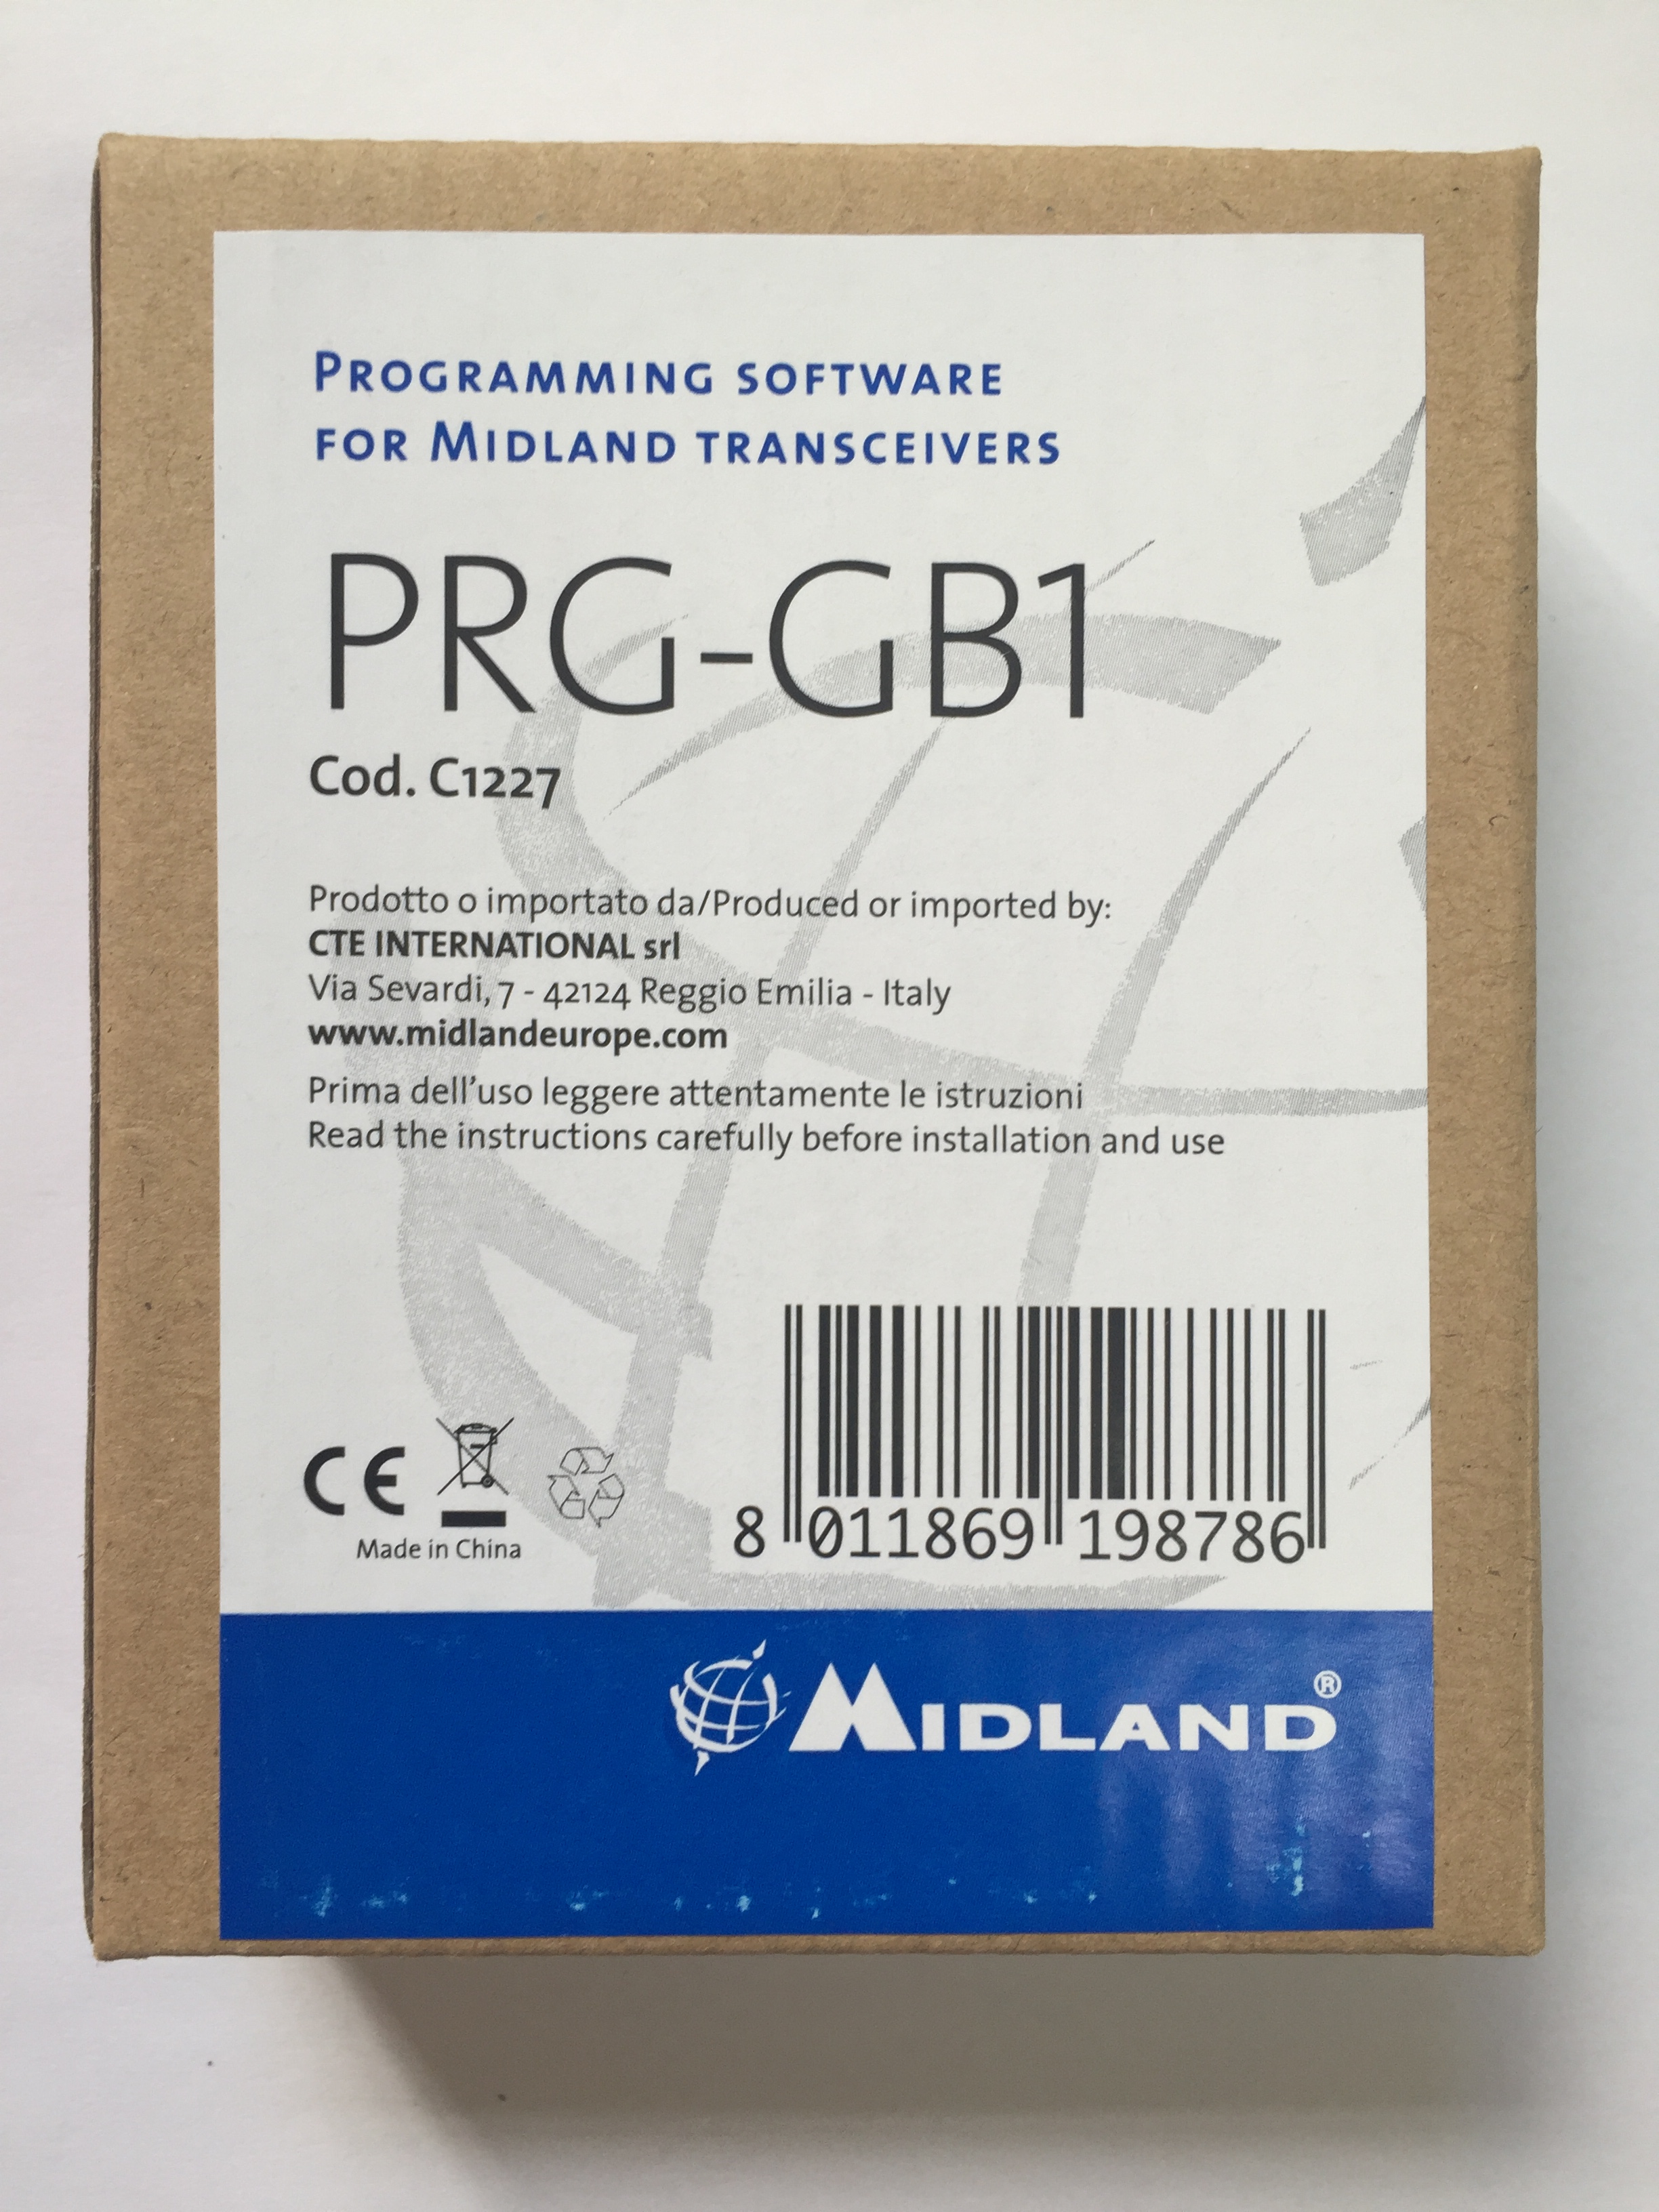 PROGRAMMING SOFTWARE
FOR MIDLAND TRANSCEIVERS
PRG-GB1
Cod. C1227
Prodotto o importato da/Produced or imported by:
CTE INTERNATIONAL srl
Via Sevardi, 7 - 42124 Reggio Emilia - Italy
www.midlandeurope.com
Prima dell'uso leggere attentamente le istruzioni
Read the instructions carefully before installation and use
CE
Made in China
8 011869 198786
MIDLAND®